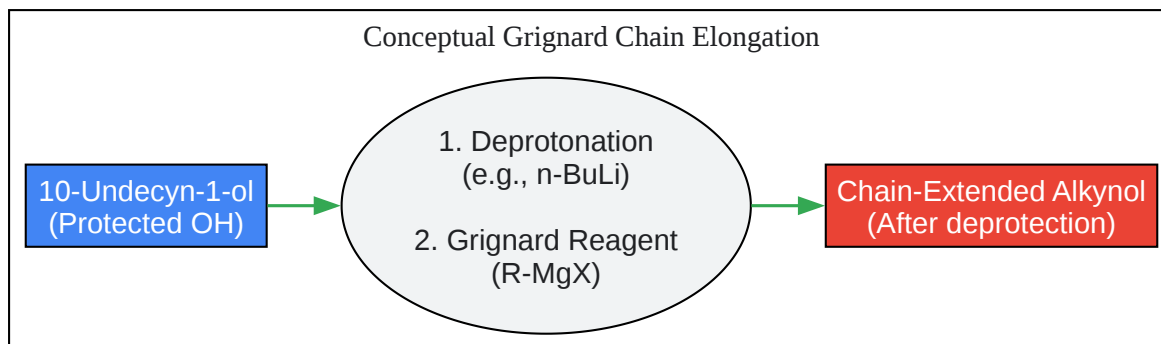 Conceptual Grignard Chain Elongation
10-Undecyn-1-ol
(Protected OH)
1. Deprotonation
(e.g., n-BuLi)
2. Grignard Reagent
(R-MgX)
Chain-Extended Alkynol
(After deprotection)